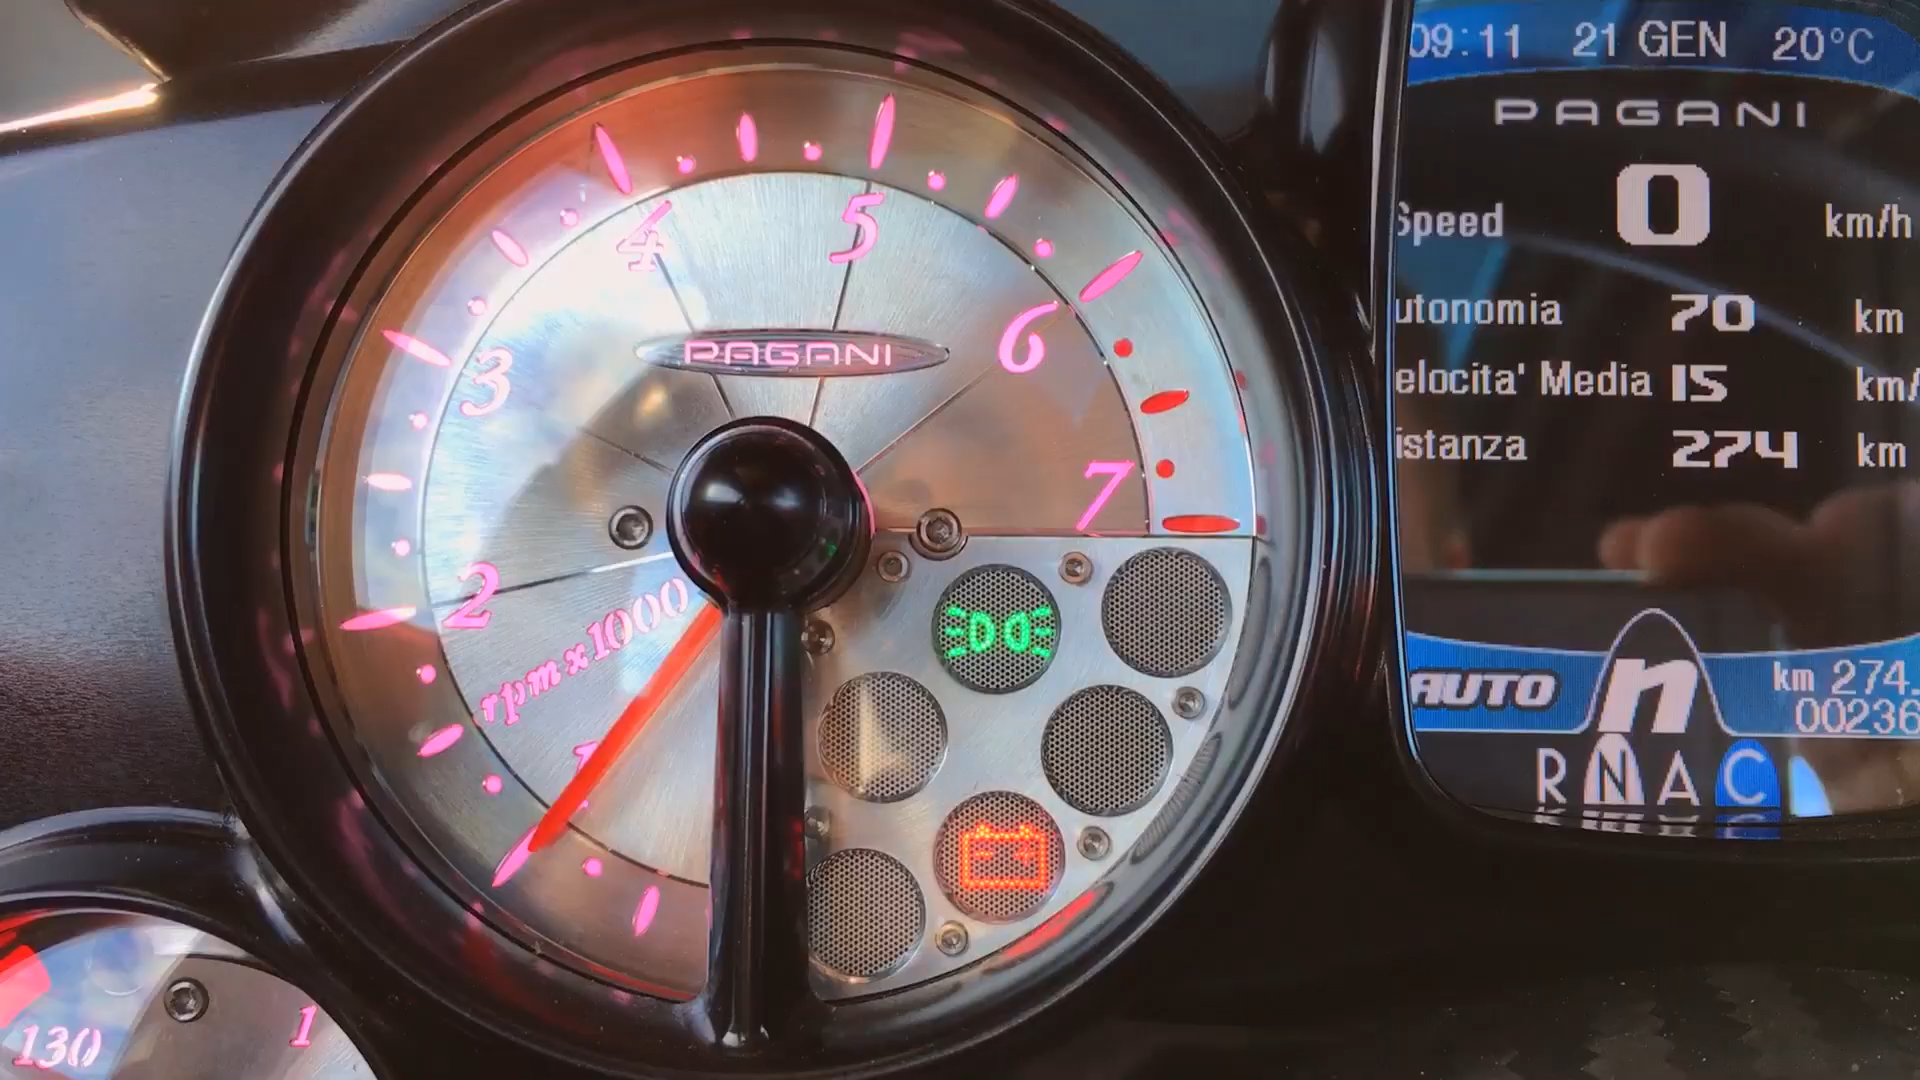 4
5
3
6
PAGANI
7
2
rpm x 1000
1
130
1
09:11 21 GEN 20°C
PAGANI
Speed 0 km/h
utonomia 70 km
elocita' Media 15 km/
istanza 274 km
AUTO n km 274.
00236
R N A C